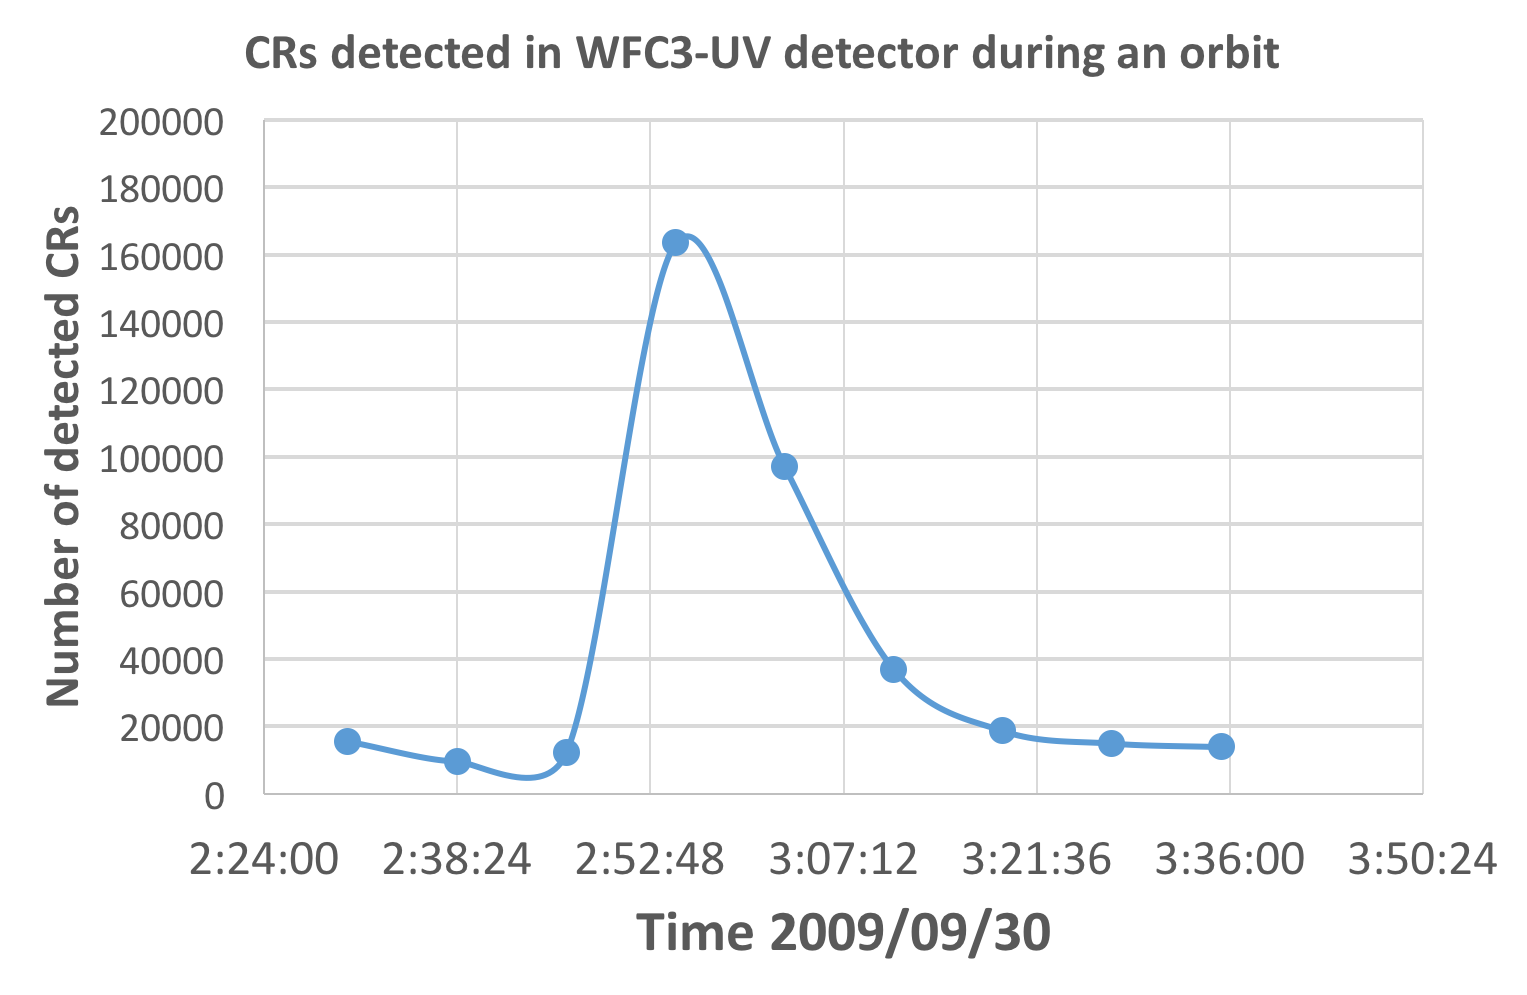 CRs detected in WFC3-UV detector during an orbit
Number of detected CRs
200000
180000
160000
140000
120000
100000
80000
60000
40000
20000
0
2:24:00 2:38:24 2:52:48 3:07:12 3:21:36 3:36:00 3:50:24
Time 2009/09/30